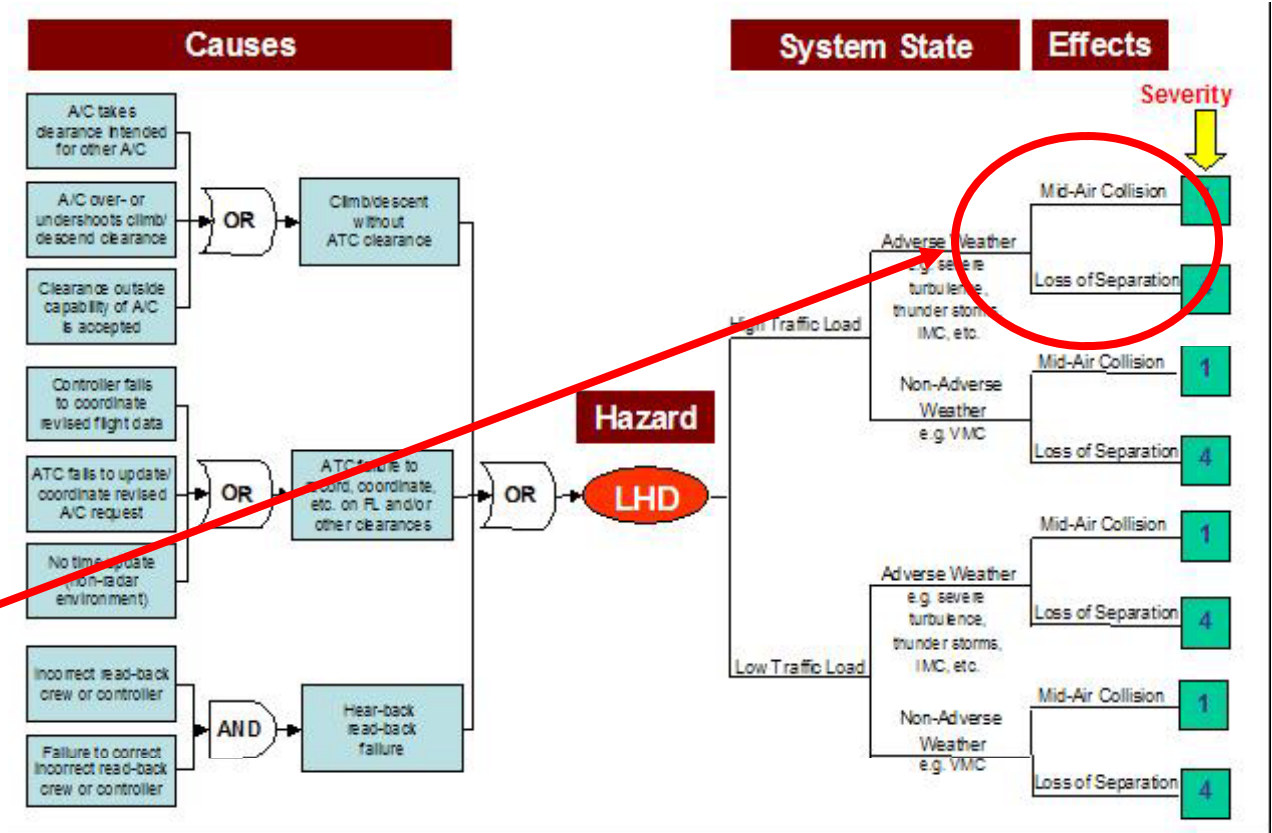 Causes
System State
Effects
Severity
A/C takes
clearance intended
for other A/C
A/C over- or
undershoots climb/
descend clearance
Clearance outside
capability of A/C
is accepted
OR
Climb/descent
without
ATC clearance
Controller fails
to coordinate
revised flight data
ATC fails to update/
coordinate revised
A/C request
No time update
(non-radar
environment)
OR
ATC failure to
record, coordinate,
etc. on FL and/or
other clearances
Incorrect read-back
crew or controller
Failure to correct
incorrect read-back
crew or controller
AND
Hear-back
read-back
failure
OR
Hazard
LHD
High Traffic Load
Adverse Weather
e.g. severe
turbulence,
thunder storms,
IMC, etc.
Mid-Air Collision
Loss of Separation
Non-Adverse
Weather
e.g. VMC
Mid-Air Collision
1
Loss of Separation
4
Low Traffic Load
Adverse Weather
e.g. severe
turbulence,
thunder storms,
IMC, etc.
Mid-Air Collision
1
Loss of Separation
4
Non-Adverse
Weather
e.g. VMC
Mid-Air Collision
1
Loss of Separation
4